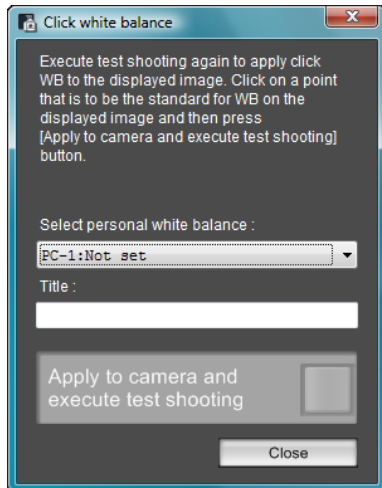 Click white balance
Execute test shooting again to apply click
WB to the displayed image. Click on a point
that is to be the standard for WB on the
displayed image and then press
[Apply to camera and execute test shooting]
button.
Select personal white balance :
PC-1:Not set
Title :
Apply to camera and
execute test shooting
Close